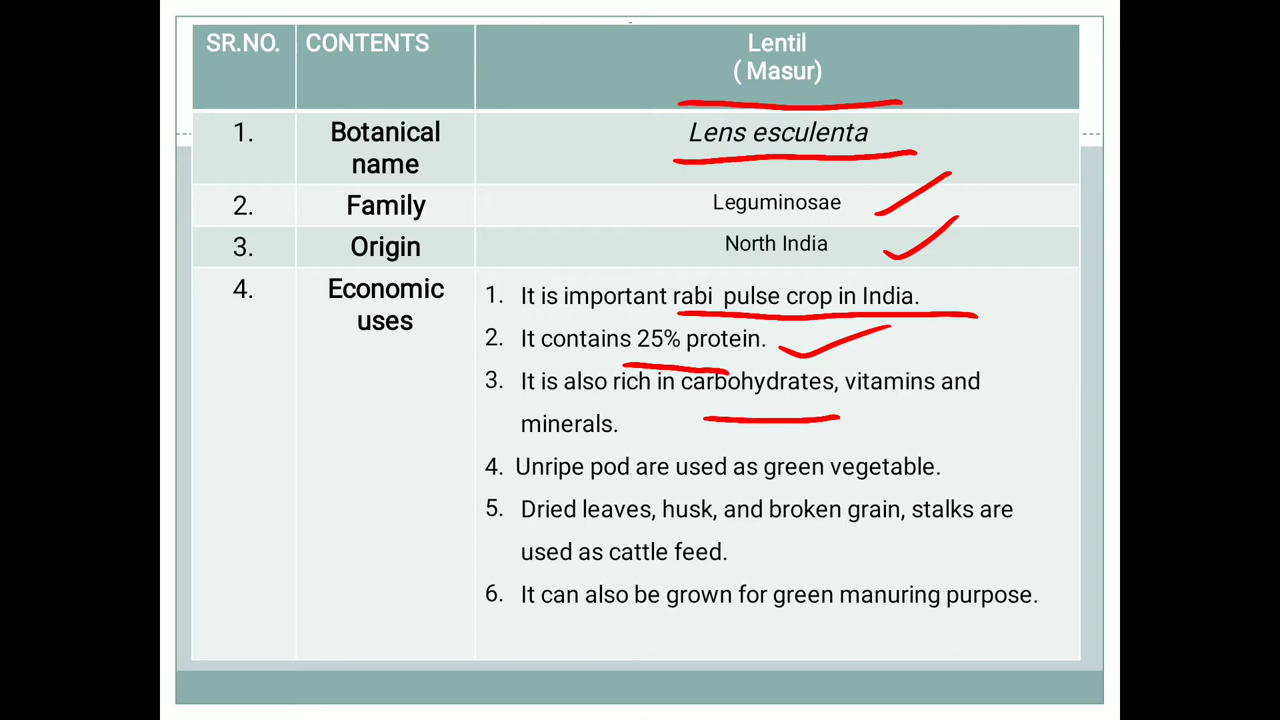 SR.NO. CONTENTS Lentil
( Masur)
1. Botanical name Lens esculenta
2. Family Leguminosae
3. Origin North India
4. Economic uses
1. It is important rabi pulse crop in India.
2. It contains 25% protein.
3. It is also rich in carbohydrates, vitamins and
minerals.
4. Unripe pod are used as green vegetable.
5. Dried leaves, husk, and broken grain, stalks are
used as cattle feed.
6. It can also be grown for green manuring purpose.